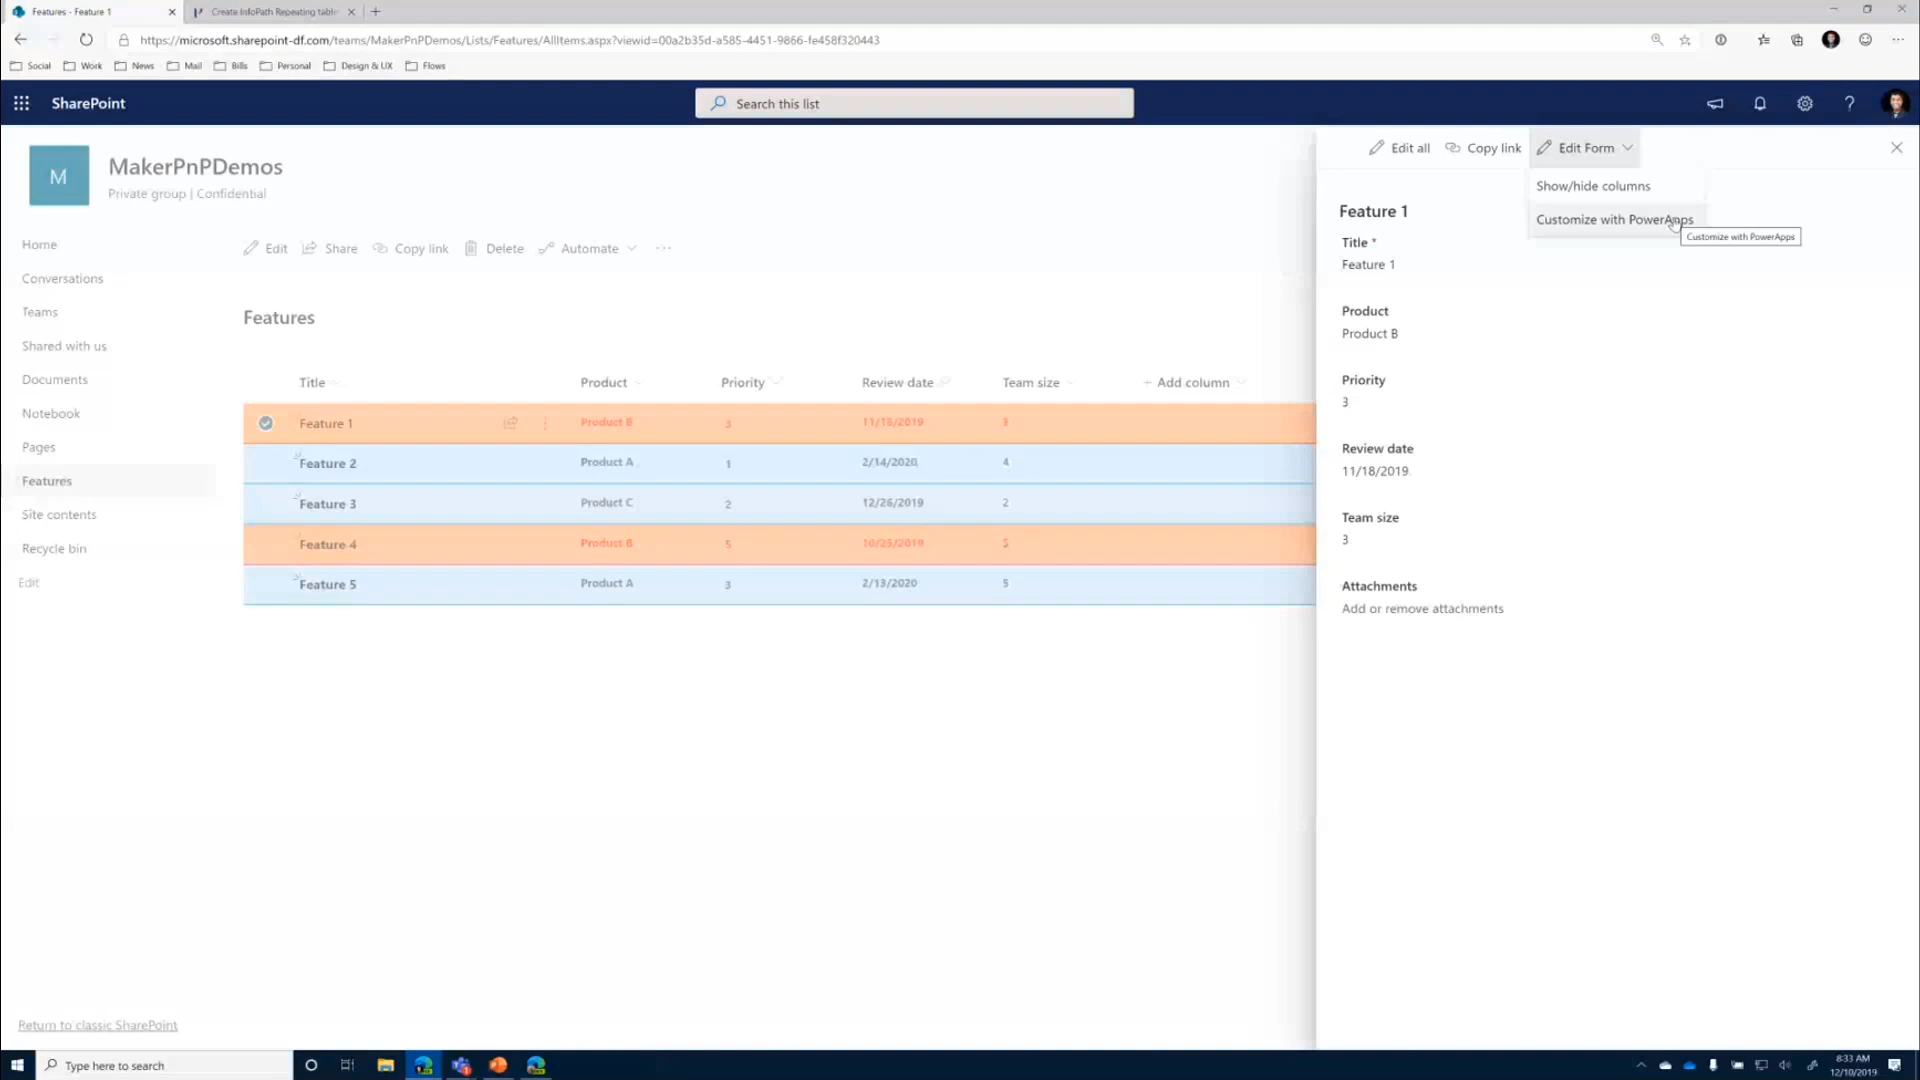 Features - Feature 1
Create InfoPath Repeating table
https://microsoft.sharepoint-df.com/teams/MakerPnPDemos/Lists/Features/AllItems.aspx?viewid=00a2b35d-a585-4451-9866-fe458f320443
Social Work News Mail Bills Personal Design & UX Flows
SharePoint
Search this list
?
M
MakerPnPDemos
Private group | Confidential
Home
Conversations
Teams
Shared with us
Documents
Notebook
Pages
Features
Site contents
Recycle bin
Edit
Return to classic SharePoint
Edit Share Copy link Delete Automate ...
Features
Title Product Priority Review date Team size + Add column
Feature 1 Product B 3 11/18/2019 3
Feature 2 Product A 1 2/14/2020 4
Feature 3 Product C 2 12/26/2019 2
Feature 4 Product B 5 10/25/2019 5
Feature 5 Product A 3 2/13/2020 5
Edit all Copy link Edit Form
Show/hide columns
Customize with PowerApps
Customize with PowerApps
Feature 1
Title *
Feature 1
Product
Product B
Priority
3
Review date
11/18/2019
Team size
3
Attachments
Add or remove attachments
Type here to search
8:33 AM
12/10/2019